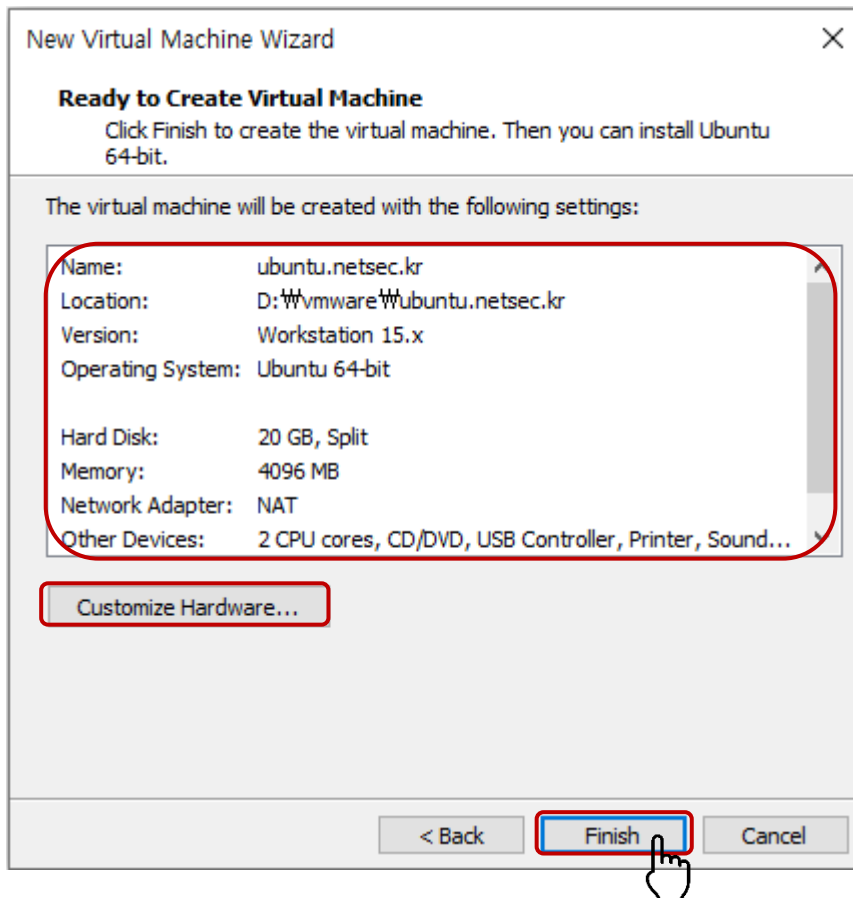 New Virtual Machine Wizard
Ready to Create Virtual Machine
Click Finish to create the virtual machine. Then you can install Ubuntu
64-bit.
The virtual machine will be created with the following settings:
Name: ubuntu.netsec.kr
Location: D:₩vmware₩ubuntu.netsec.kr
Version: Workstation 15.x
Operating System: Ubuntu 64-bit
Hard Disk: 20 GB, Split
Memory: 4096 MB
Network Adapter: NAT
Other Devices: 2 CPU cores, CD/DVD, USB Controller, Printer, Sound...
Customize Hardware...
< Back Finish Cancel